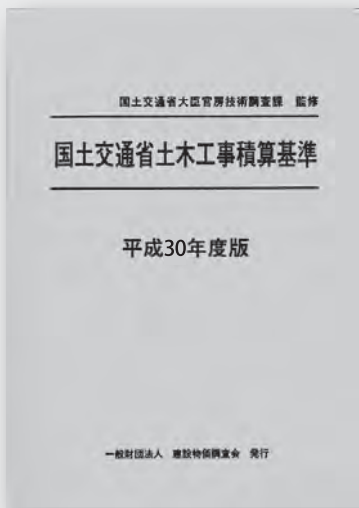 国土交通省大臣官房技術調査課 監修
国土交通省土木工事積算基準
平成30年度版
一般財団法人 建設物価調査会 発行